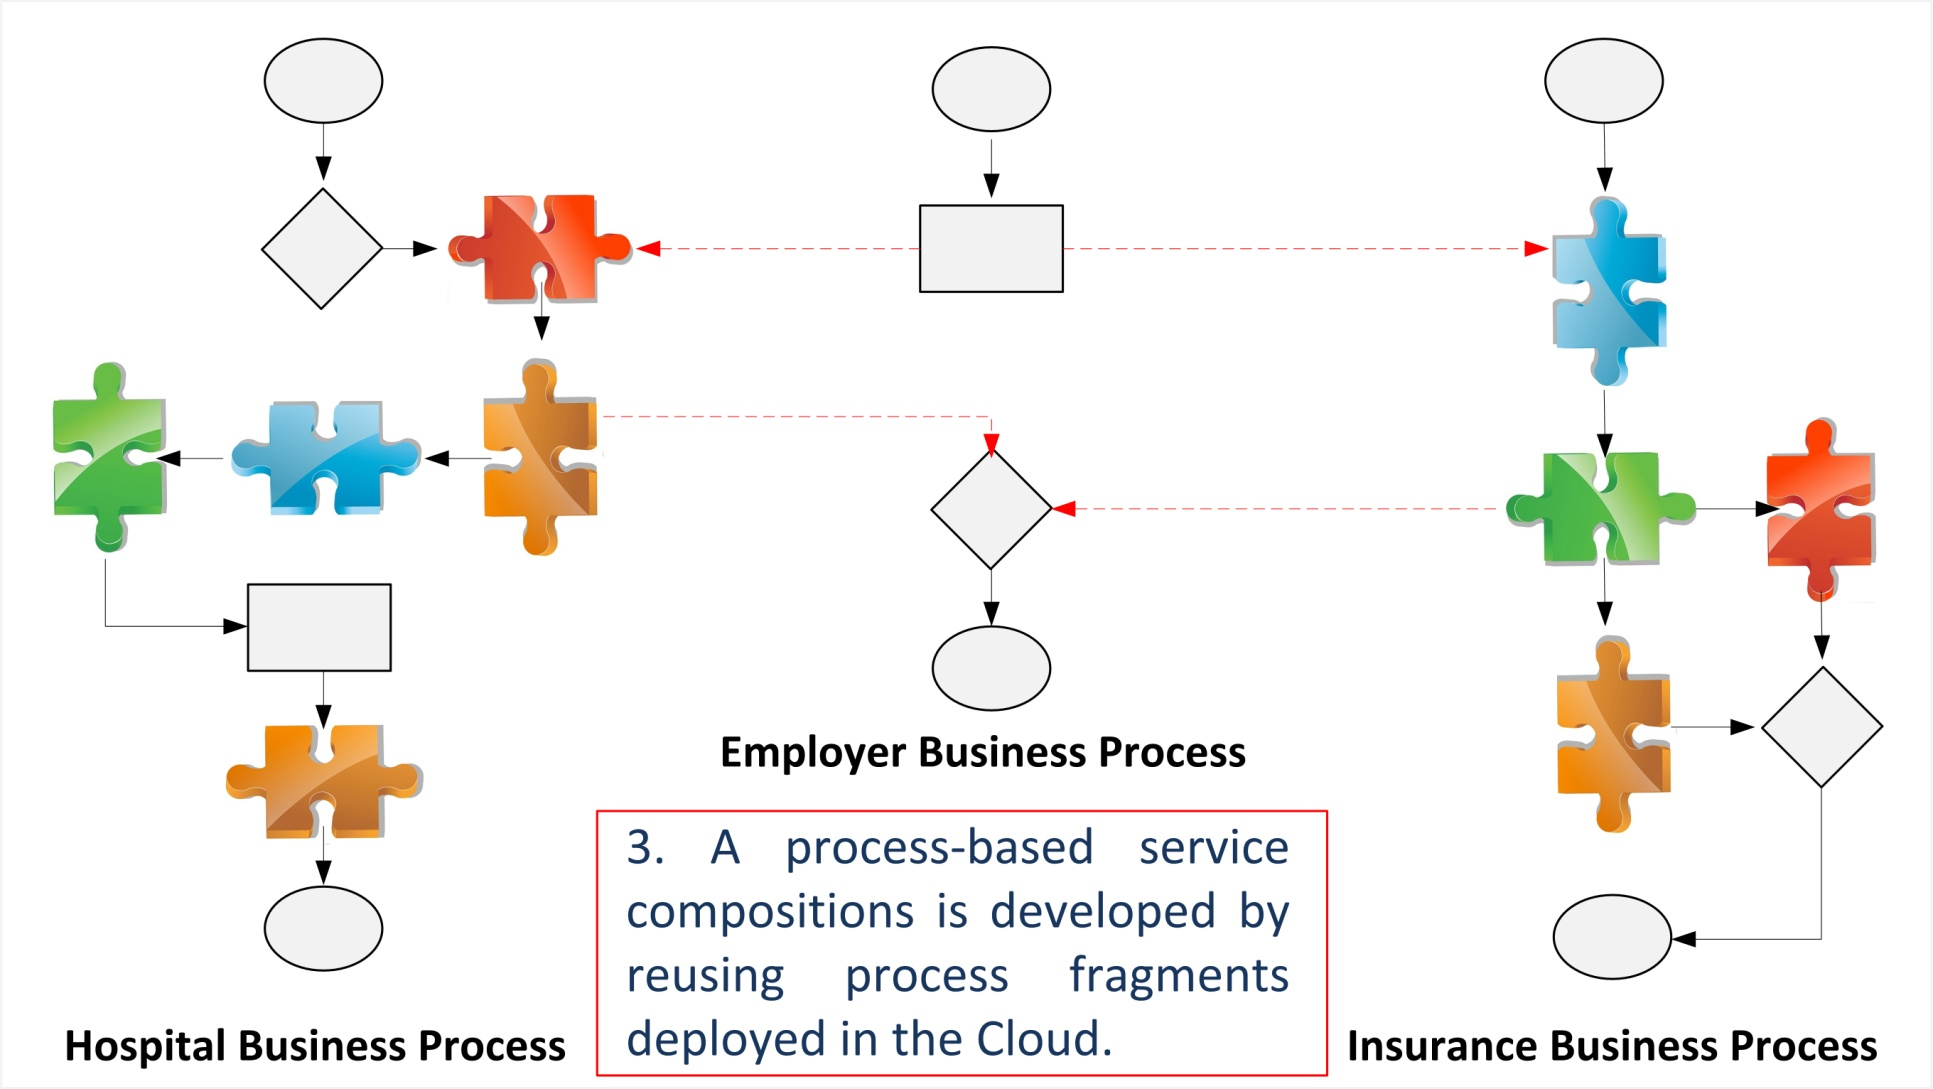 Employer Business Process
3. A process-based service
compositions is developed by
reusing process fragments
deployed in the Cloud.
Hospital Business Process
Insurance Business Process